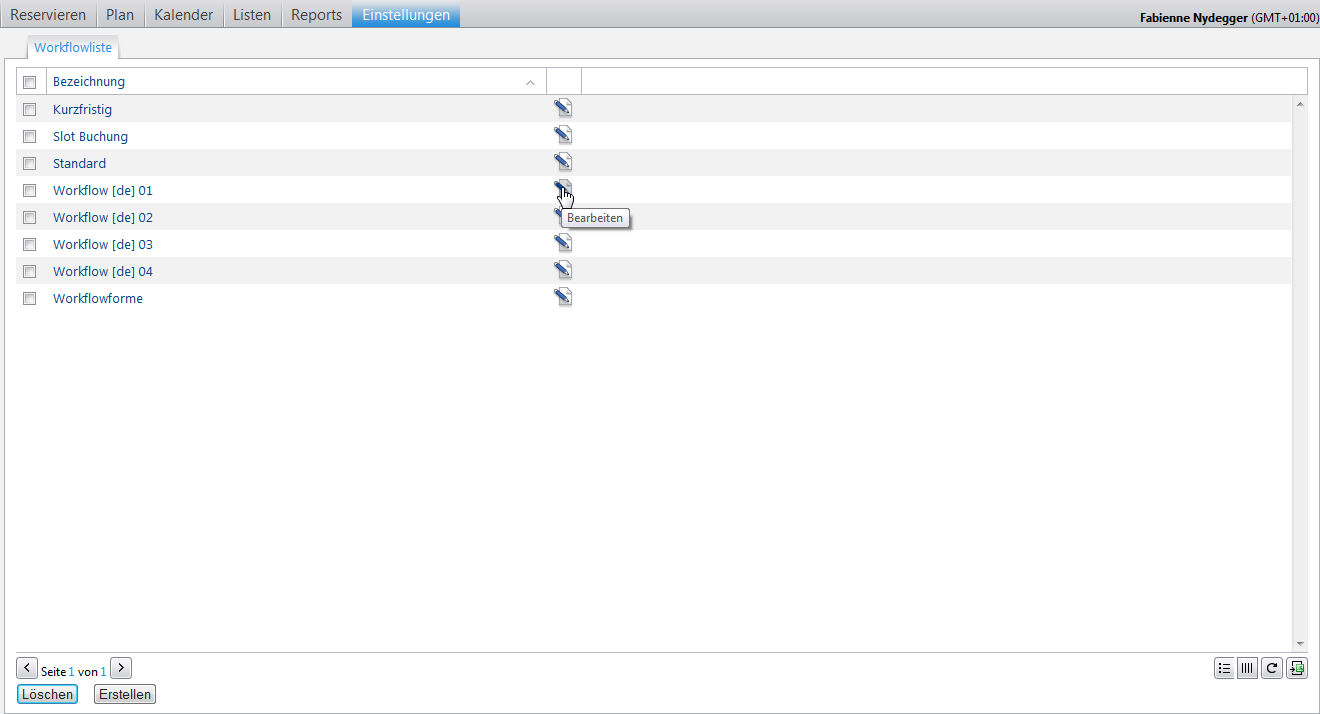 Reservieren Plan Kalender Listen Reports Einstellungen
Fabienne Nydegger (GMT+01:00)
Workflowliste
Bezeichnung
Kurzfristig
Slot Buchung
Standard
Workflow [de] 01
Workflow [de] 02
Bearbeiten
Workflow [de] 03
Workflow [de] 04
Workflowforme
Seite 1 von 1
Löschen Erstellen